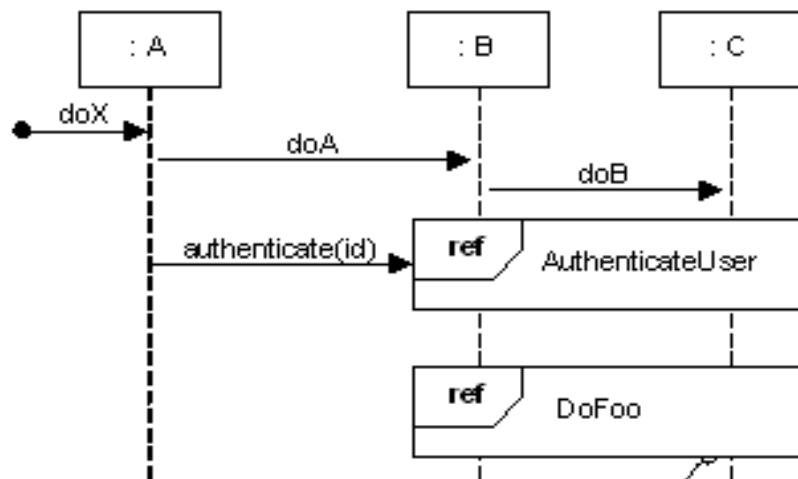 : A
: B
: C
doX
doA
doB
authenticate(id)
ref
AuthenticateUser
ref
DoFoo